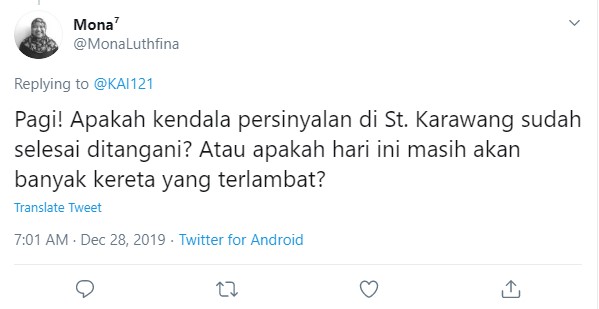 Mona⁷
@MonaLuthfina
Replying to @KAI121
Pagi! Apakah kendala persinyalan di St. Karawang sudah
selesai ditangani? Atau apakah hari ini masih akan
banyak kereta yang terlambat?
Translate Tweet
7:01 AM · Dec 28, 2019 · Twitter for Android